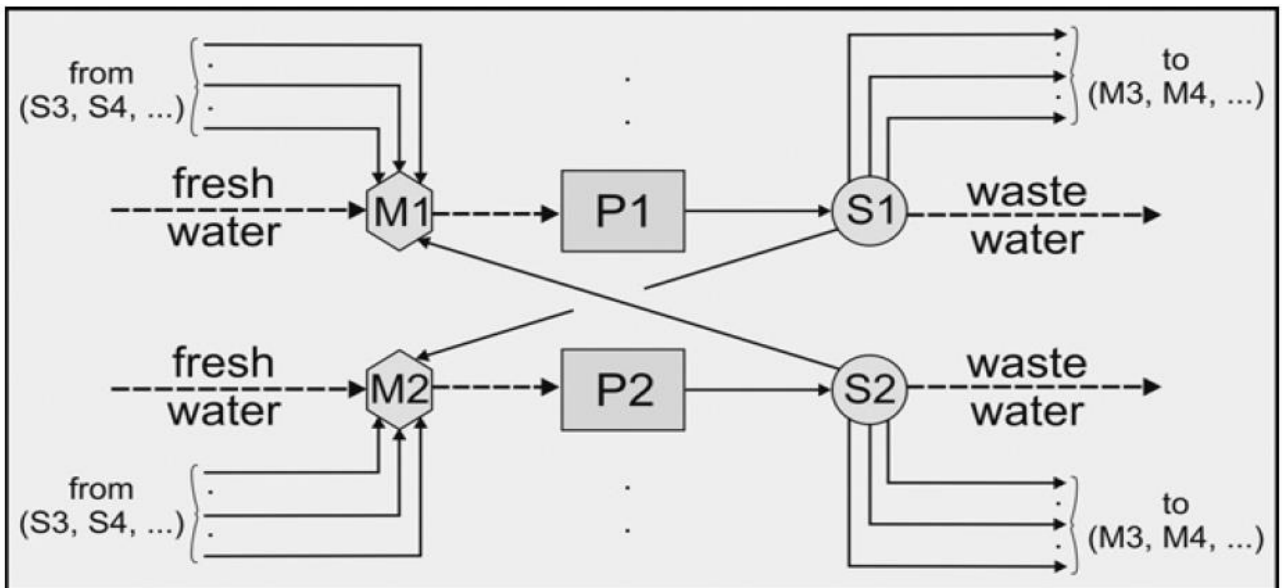 from
(S3, S4, ...)
to
(M3, M4, ...)
fresh
water
M1
P1
S1
waste
water
fresh
water
M2
P2
S2
waste
water
from
(S3, S4, ...)
to
(M3, M4, ...)